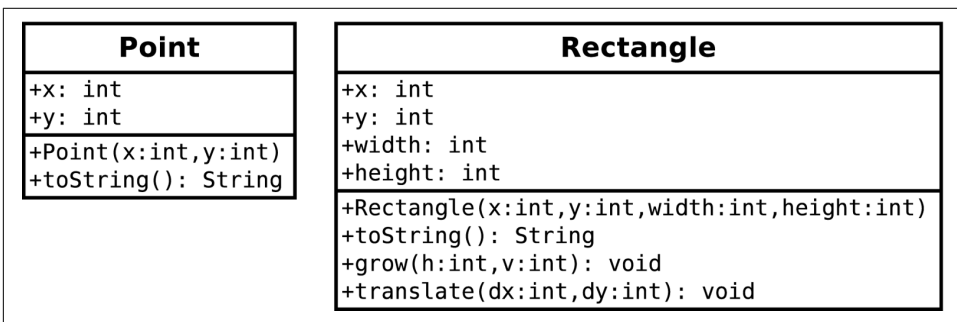 Point
+x: int
+y: int
+Point(x:int,y:int)
+toString(): String
Rectangle
+x: int
+y: int
+width: int
+height: int
+Rectangle(x:int,y:int,width:int,height:int)
+toString(): String
+grow(h:int,v:int): void
+translate(dx:int,dy:int): void